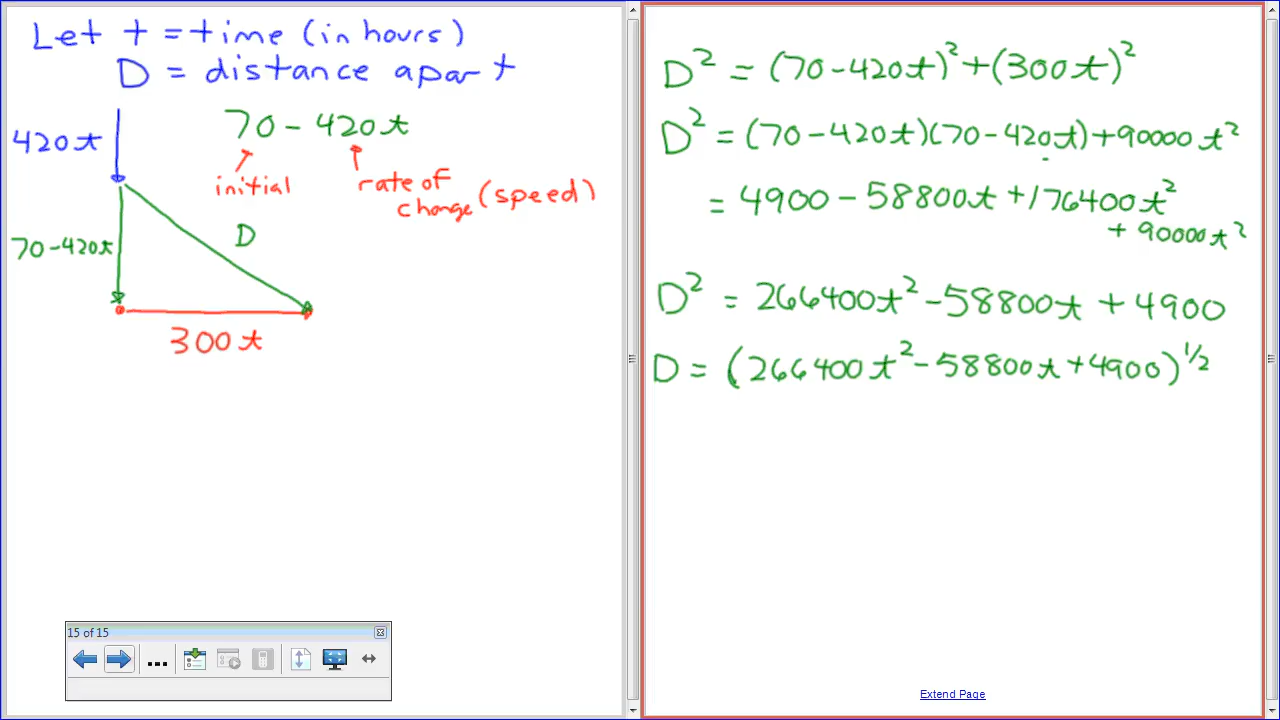 Let t = time (in hours)
D = distance apart
420t
70 - 420t
initial
rate of change (speed)
70-420t
D
300t
D² = (70-420t)² + (300t)²
D² = (70-420t)(70-420t) + 90000t²
= 4900 - 58800t + 176400t²
+ 90000t²
D² = 266400t² - 58800t + 4900
D = (266400t² - 58800t + 4900)^1/2
15 of 15
Extend Page